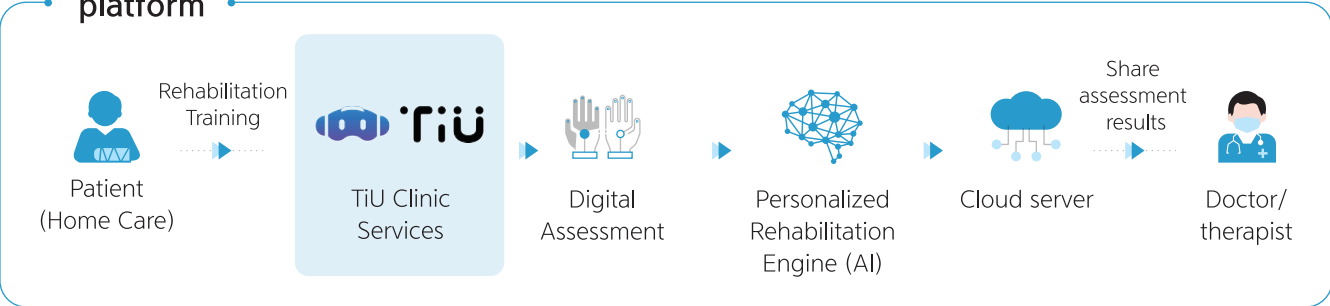 platform
Rehabilitation
Training
Patient
(Home Care)
TiU
TiU Clinic
Services
Digital
Assessment
Personalized
Rehabilitation
Engine (AI)
Cloud server
Share
assessment
results
Doctor/
therapist